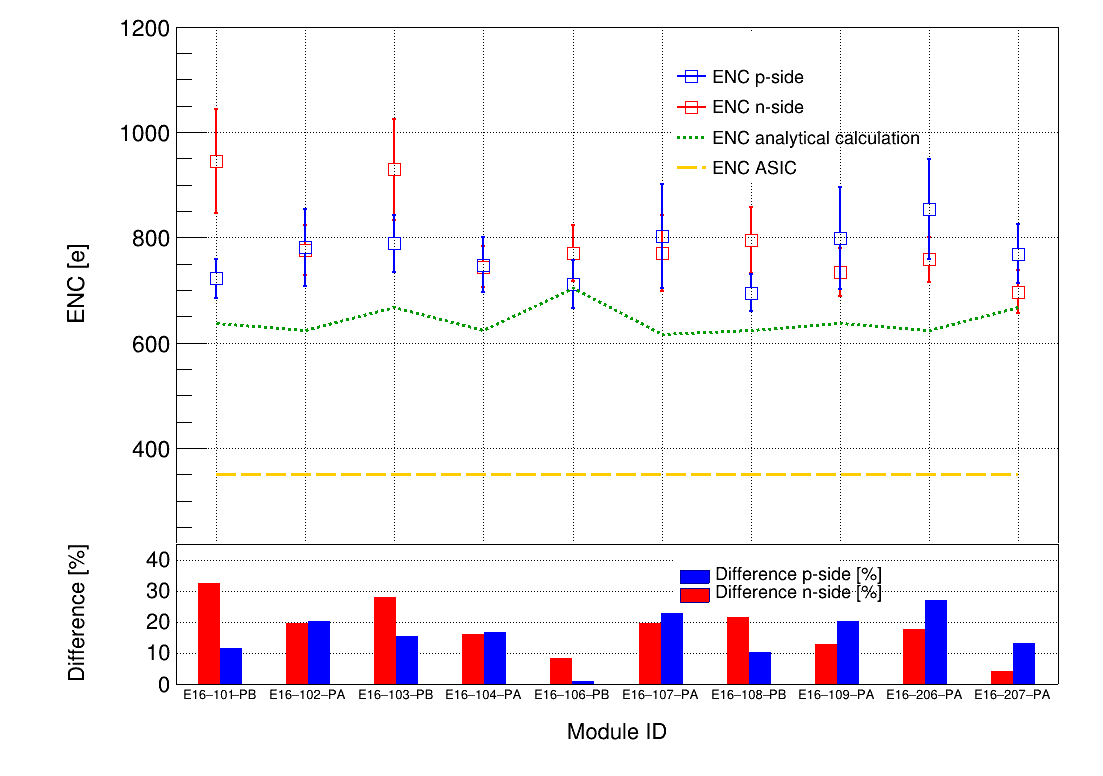 1200
1000
800
600
400
ENC [e]
ENC p-side
ENC n-side
ENC analytical calculation
ENC ASIC
Difference [%]
40
30
20
10
0
Difference p-side [%]
Difference n-side [%]
E16–101–PB E16–102–PA E16–103–PB E16–104–PA E16–106–PB E16–107–PA E16–108–PB E16–109–PA E16–206–PA E16–207–PA
Module ID